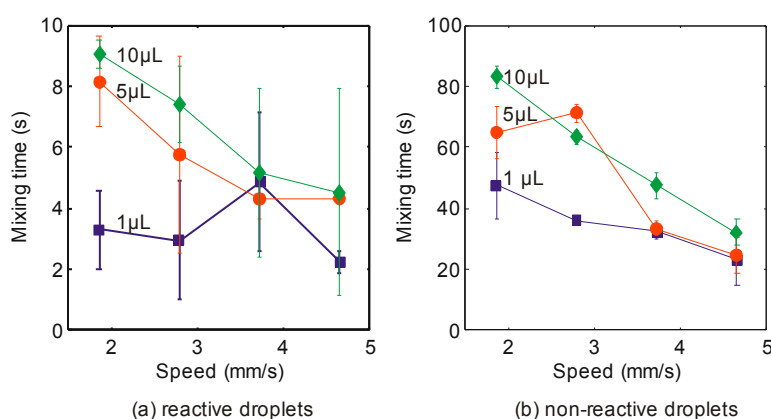 10
8
6
4
2
0
Mixing time (s)
10µL
5µL
1µL
2 3 4 5
Speed (mm/s)
(a) reactive droplets
100
80
60
40
20
0
Mixing time (s)
10µL
5µL
1 µL
2 3 4 5
Speed (mm/s)
(b) non-reactive droplets